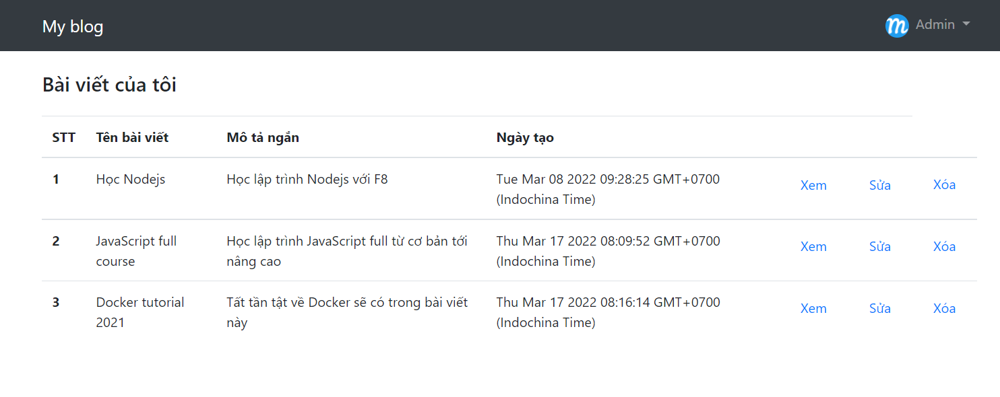 My blog
m Admin
Bài viết của tôi
STT Tên bài viết Mô tả ngắn Ngày tạo
1 Học Nodejs Học lập trình Nodejs với F8 Tue Mar 08 2022 09:28:25 GMT+0700
(Indochina Time)
Xem Sửa Xóa
2 JavaScript full Học lập trình JavaScript full từ cơ bản tới Thu Mar 17 2022 08:09:52 GMT+0700
course nâng cao (Indochina Time)
Xem Sửa Xóa
3 Docker tutorial Tất tần tật về Docker sẽ có trong bài viết Thu Mar 17 2022 08:16:14 GMT+0700
2021 này (Indochina Time)
Xem Sửa Xóa